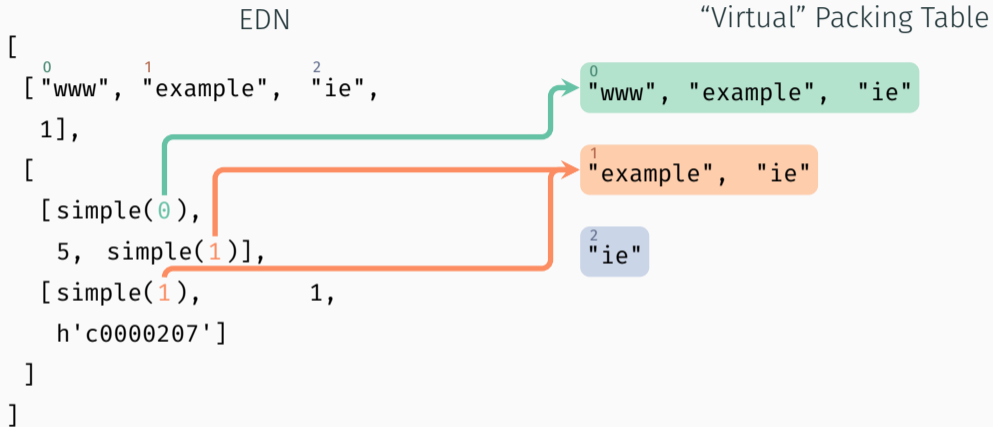 EDN
[
0 1 2
["www", "example", "ie",
1],
[
[simple(0),
5, simple(1)],
[simple(1), 1,
h'c0000207']
]
]
“Virtual” Packing Table
0
"www", "example", "ie"
1
"example", "ie"
2
"ie"